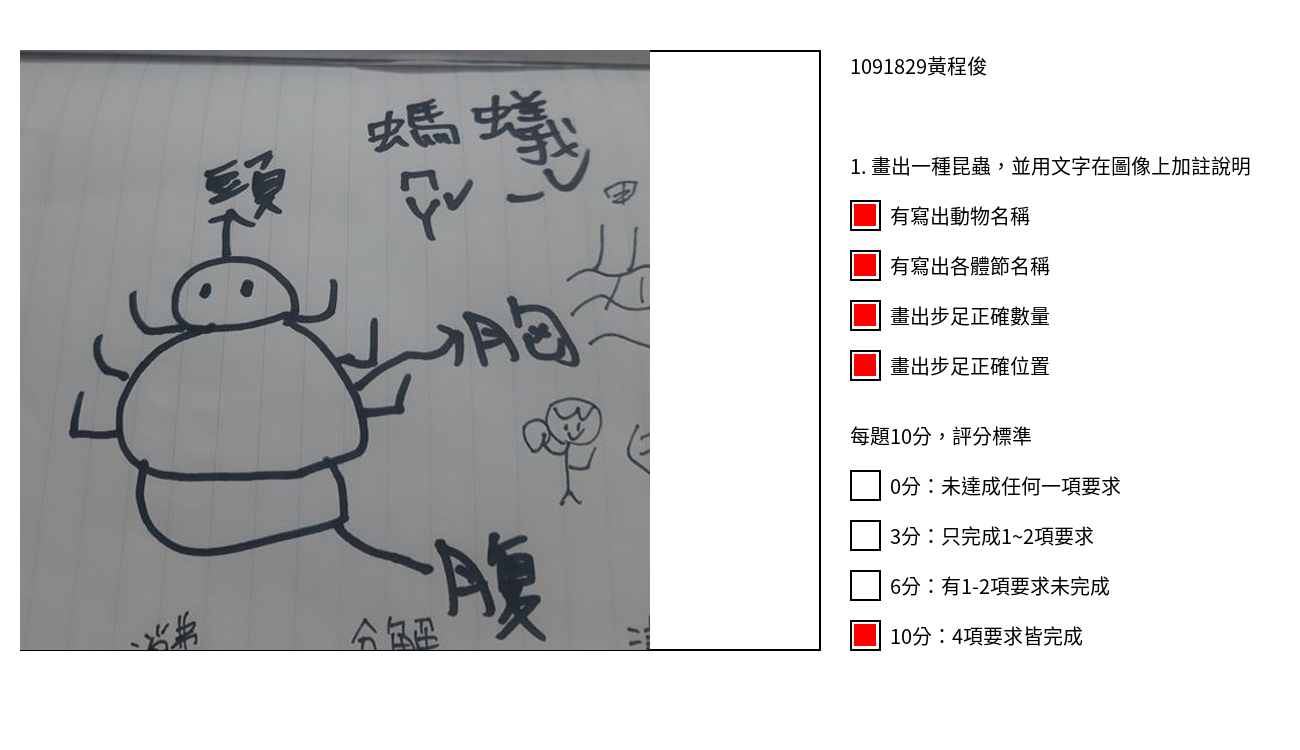 1091829黃程俊
1. 畫出一種昆蟲，並用文字在圖像上加註說明
有寫出動物名稱
有寫出各體節名稱
畫出步足正確數量
畫出步足正確位置
每題10分，評分標準
0分：未達成任何一項要求
3分：只完成1~2項要求
6分：有1-2項要求未完成
10分：4項要求皆完成
螞蟻
ㄇㄚˇ ㄧˇ
頭
胸
腹
消費
分解